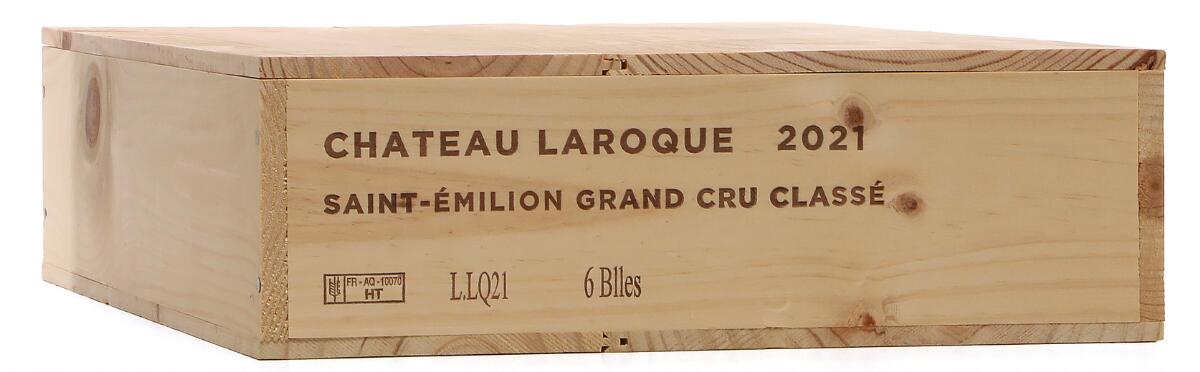 CHATEAU LAROQUE 2021
SAINT-ÉMILION GRAND CRU CLASSÉ
FR-AQ-10070
HT
L.LQ21
6 Blles